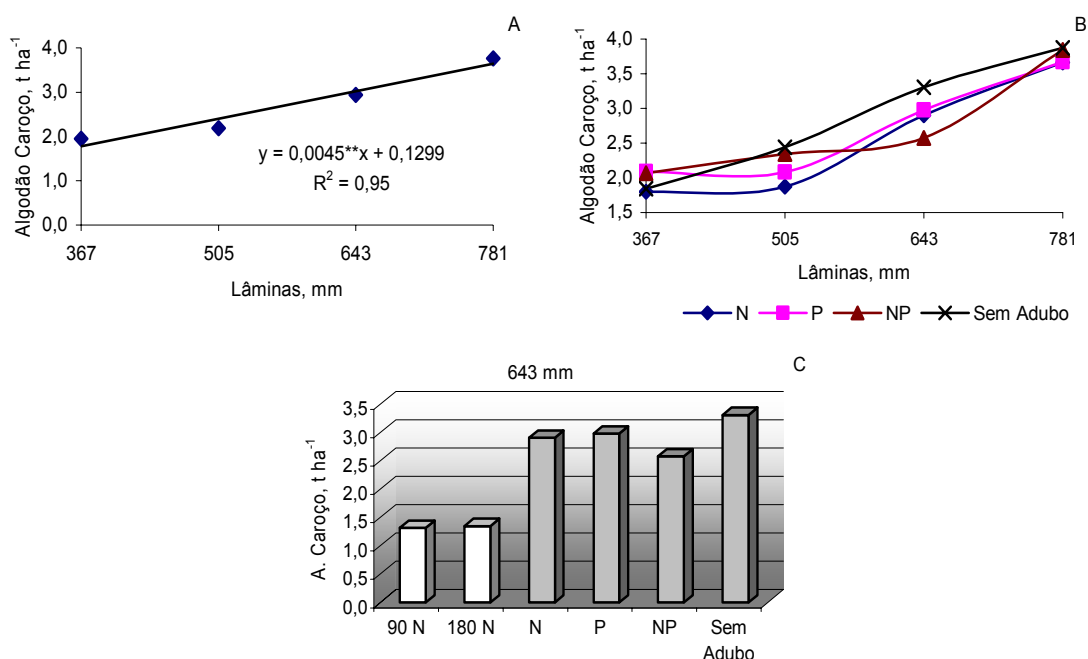 A
Algodão Caroço, t ha-1
4,0
3,0
2,0
1,0
0,0
y = 0,0045**x + 0,1299
R2 = 0,95
367 505 643 781
Lâminas, mm
B
Algodão Caroço, t ha-1
4,0
3,5
3,0
2,5
2,0
1,5
367 505 643 781
Lâminas, mm
N P NP Sem Adubo
C
643 mm
A. Caroço, t ha-1
3,5
3,0
2,5
2,0
1,5
1,0
0,5
0,0
90 N 180 N N P NP Sem
Adubo